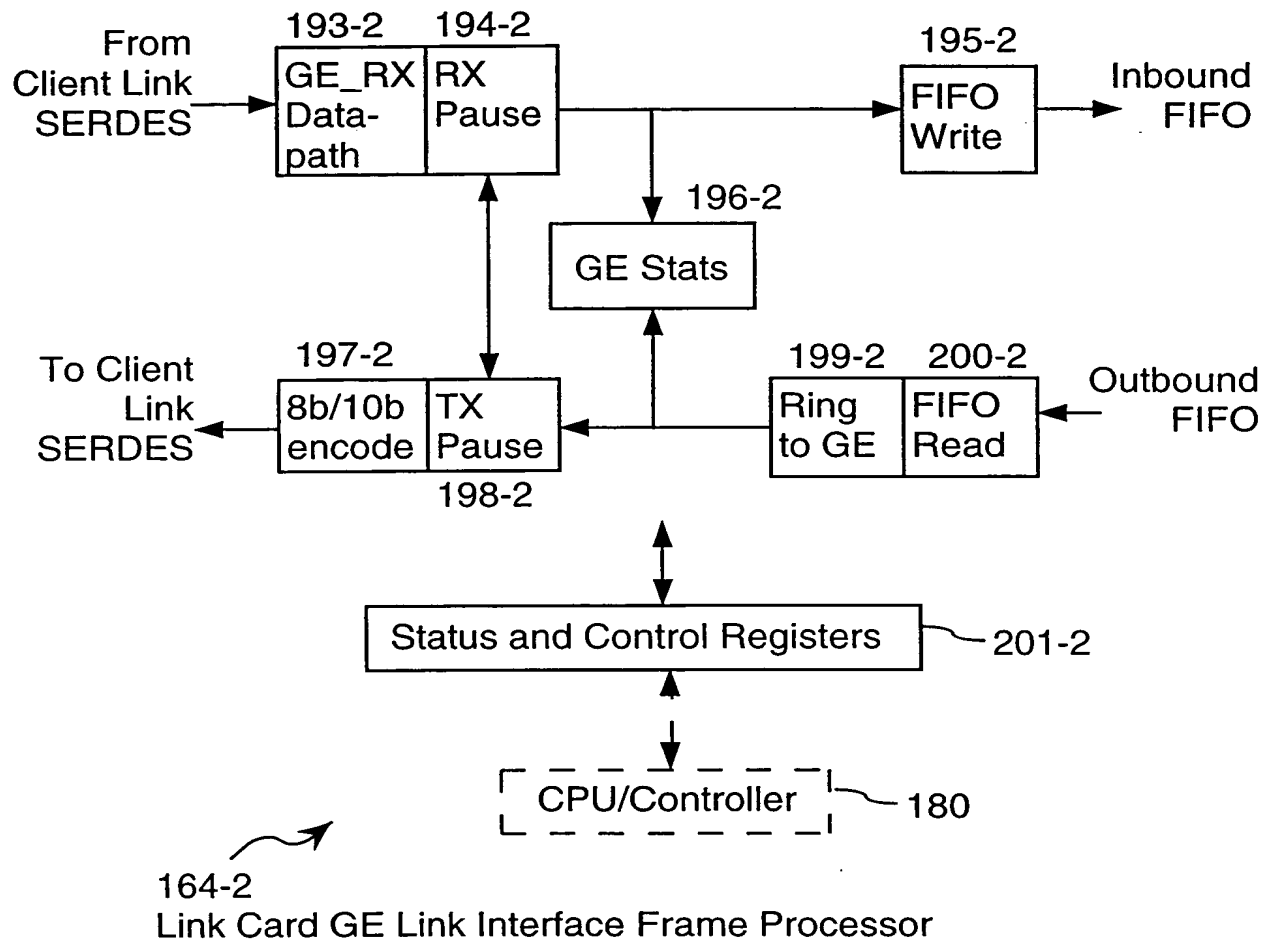 From
Client Link
SERDES
193-2
194-2
GE_RX
Data-
path
RX
Pause
195-2
FIFO
Write
Inbound
FIFO
196-2
GE Stats
To Client
Link
SERDES
197-2
8b/10b
encode
TX
Pause
198-2
199-2
200-2
Ring
to GE
FIFO
Read
Outbound
FIFO
Status and Control Registers
201-2
CPU/Controller
180
164-2
Link Card GE Link Interface Frame Processor